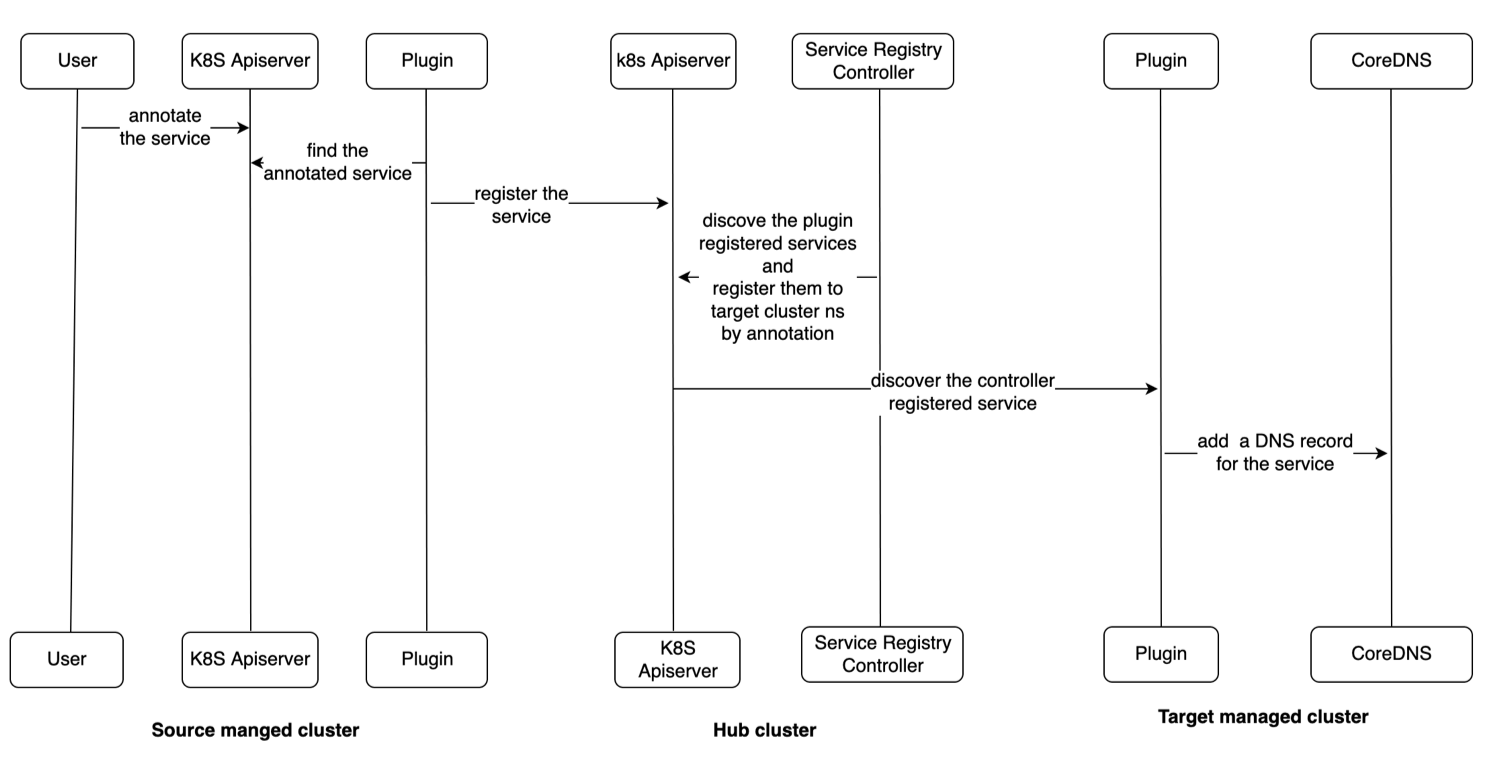 User
K8S Apiserver
Plugin
k8s Apiserver
Service Registry
Controller
Plugin
CoreDNS
annotate
the service
find the
annotated service
register the
service
discove the plugin
registered services
and
register them to
target cluster ns
by annotation
discover the controller
registered service
add  a DNS record
for the service
User
K8S Apiserver
Plugin
K8S
Apiserver
Service Registry
Controller
Plugin
CoreDNS
Source manged cluster
Hub cluster
Target managed cluster